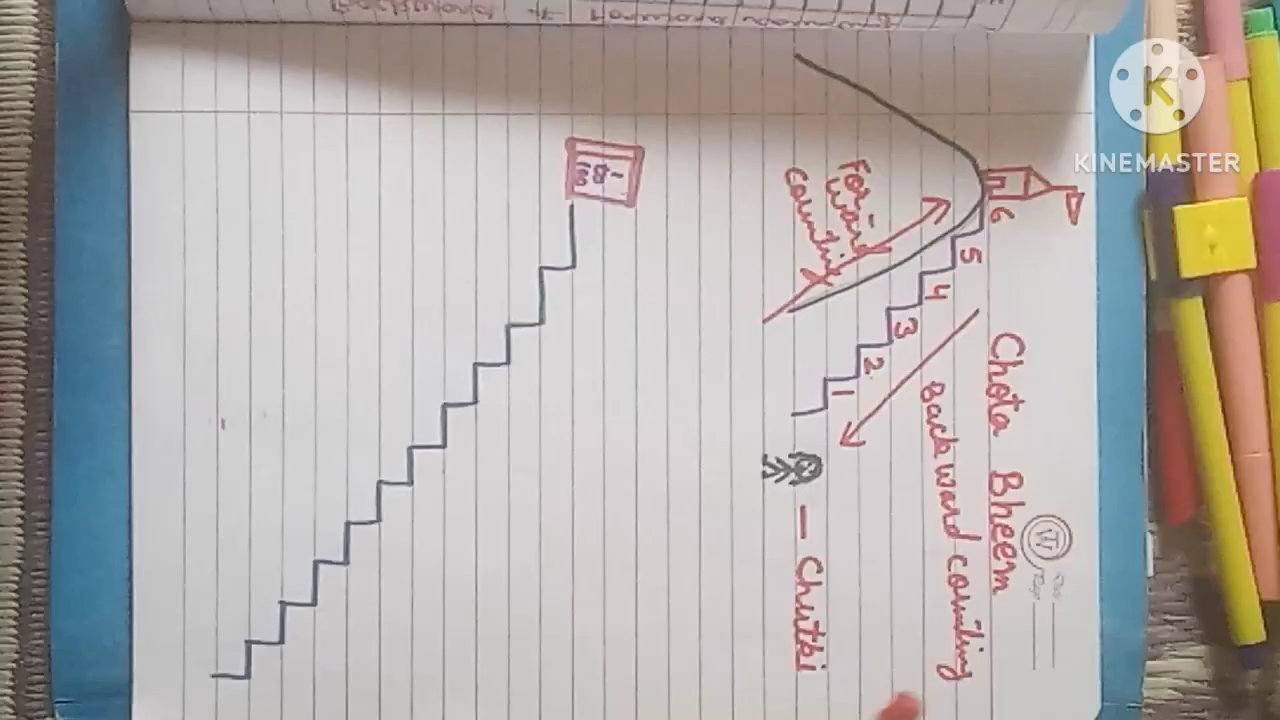 Chota Bheem
Backward counting
6
5
4
3
2
1
For
ward
counting
— Chutki
KINEMASTER